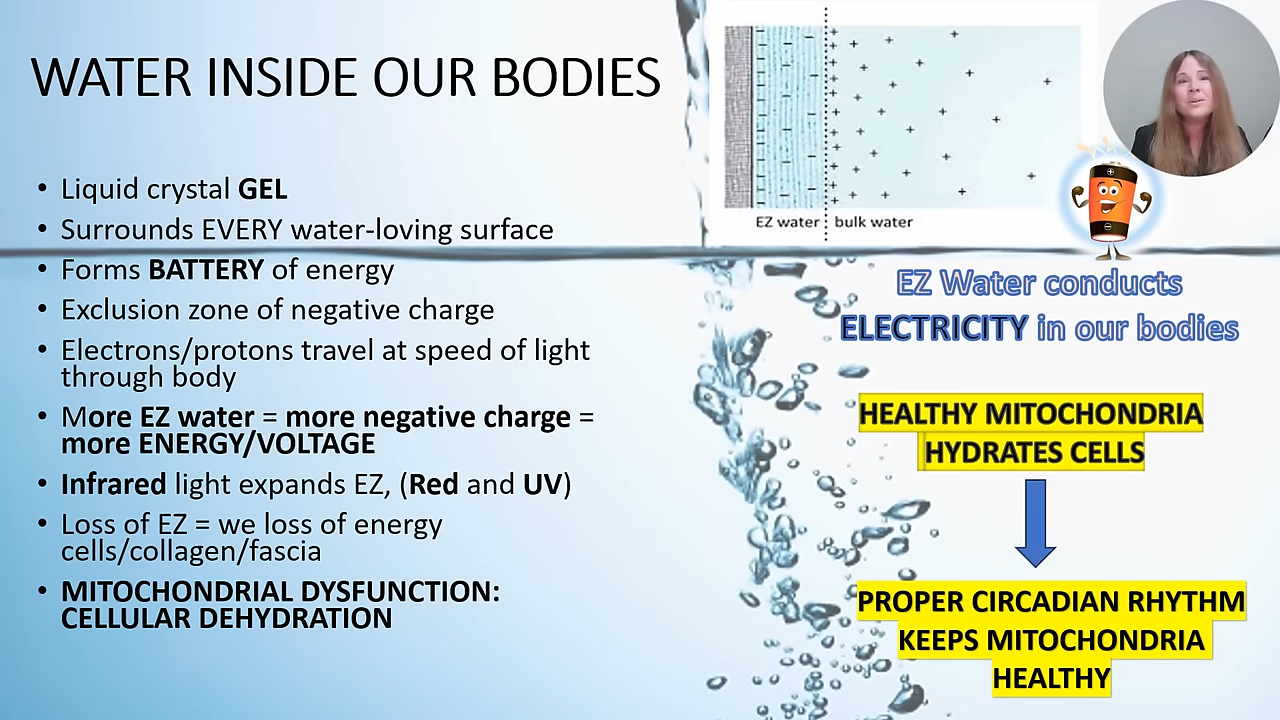 WATER INSIDE OUR BODIES
• Liquid crystal GEL
• Surrounds EVERY water-loving surface
• Forms BATTERY of energy
• Exclusion zone of negative charge
• Electrons/protons travel at speed of light
through body
• More EZ water = more negative charge =
more ENERGY/VOLTAGE
• Infrared light expands EZ, (Red and UV)
• Loss of EZ = we loss of energy
cells/collagen/fascia
• MITOCHONDRIAL DYSFUNCTION:
CELLULAR DEHYDRATION
EZ water bulk water
EZ Water conducts
ELECTRICITY in our bodies
HEALTHY MITOCHONDRIA
HYDRATES CELLS
PROPER CIRCADIAN RHYTHM
KEEPS MITOCHONDRIA
HEALTHY